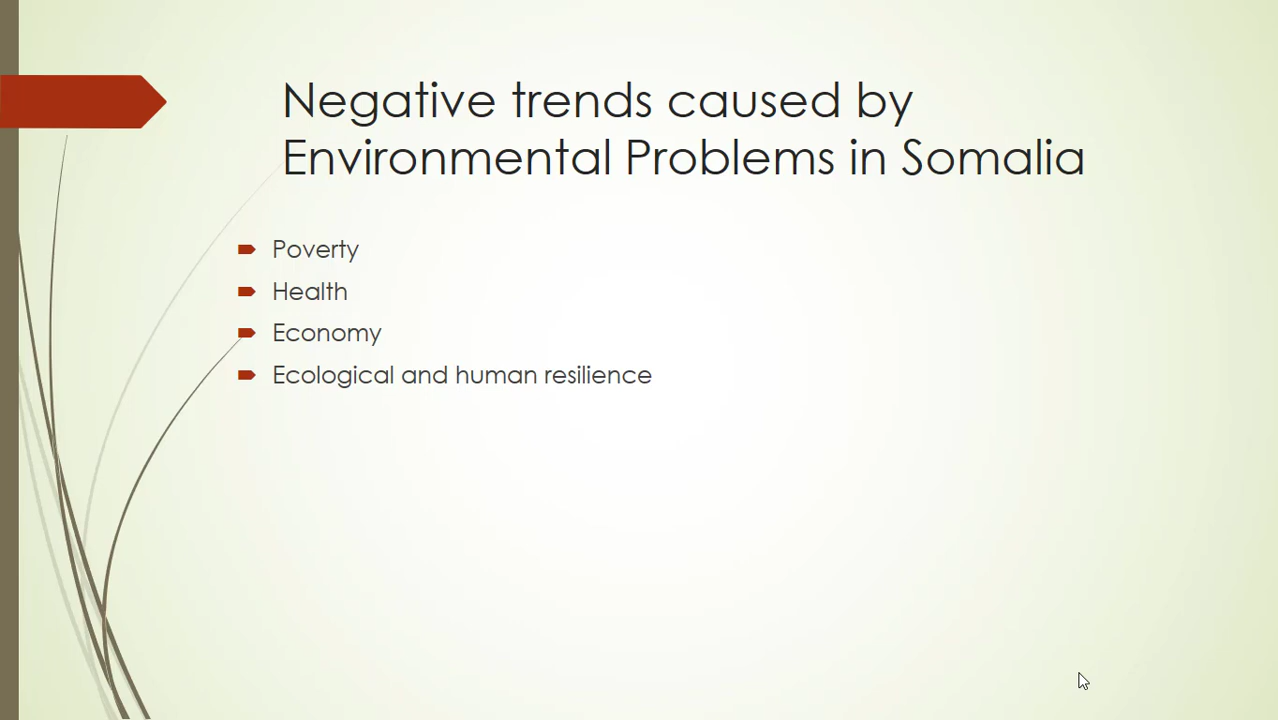 Negative trends caused by
Environmental Problems in Somalia
Poverty
Health
Economy
Ecological and human resilience